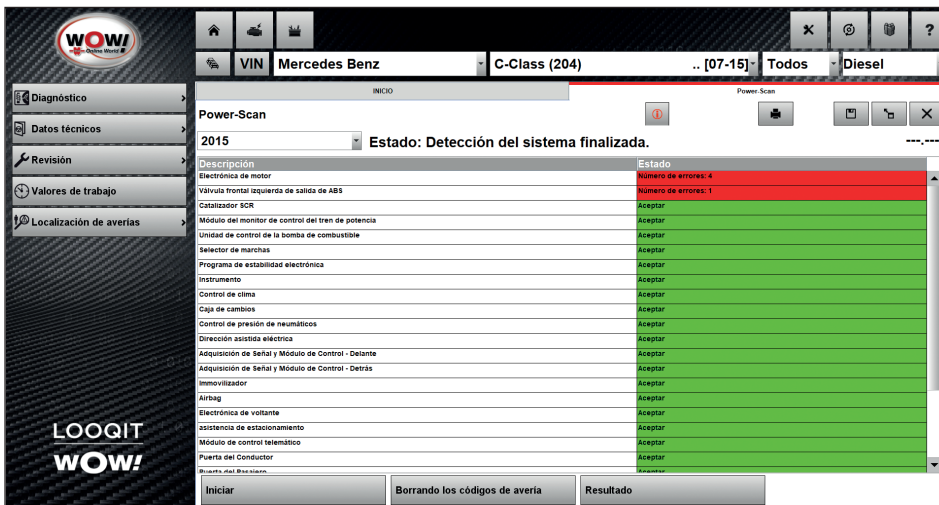 WOW!
Würth Online World
?
VIN Mercedes Benz C-Class (204) .. [07-15] Todos Diesel
INICIO Power-Scan
Diagnóstico
Datos técnicos
Revisión
Valores de trabajo
Localización de averías
LOOQIT
WOW!
Power-Scan
2015 Estado: Detección del sistema finalizada. ---.---
Descripción Estado
Electrónica de motor Número de errores: 4
Válvula frontal izquierda de salida de ABS Número de errores: 1
Catalizador SCR Aceptar
Módulo del monitor de control del tren de potencia Aceptar
Unidad de control de la bomba de combustible Aceptar
Selector de marchas Aceptar
Programa de estabilidad electrónica Aceptar
Instrumento Aceptar
Control de clima Aceptar
Caja de cambios Aceptar
Control de presión de neumáticos Aceptar
Dirección asistida eléctrica Aceptar
Adquisición de Señal y Módulo de Control - Delante Aceptar
Adquisición de Señal y Módulo de Control - Detrás Aceptar
Immovilizador Aceptar
Airbag Aceptar
Electrónica de voltante Aceptar
asistencia de estacionamiento Aceptar
Módulo de control telemático Aceptar
Puerta del Conductor Aceptar
Puerta del Pasajero Aceptar
Iniciar Borrando los códigos de avería Resultado